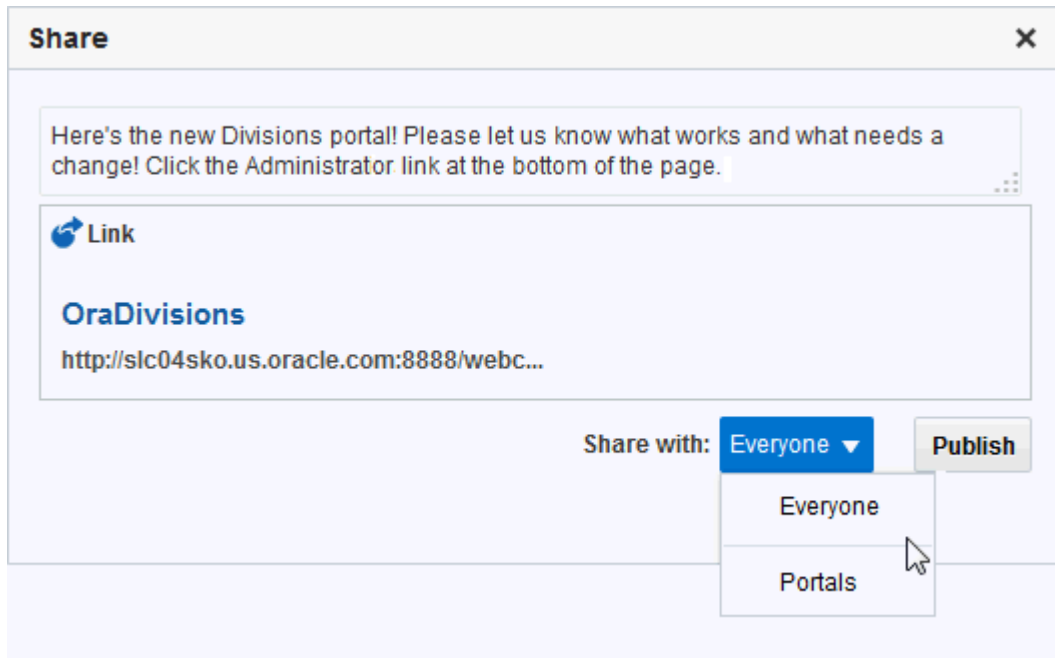 Share
Here's the new Divisions portal! Please let us know what works and what needs a
change! Click the Administrator link at the bottom of the page.
Link
OraDivisions
http://slc04sko.us.oracle.com:8888/webc...
Share with: Everyone Publish
Everyone
Portals